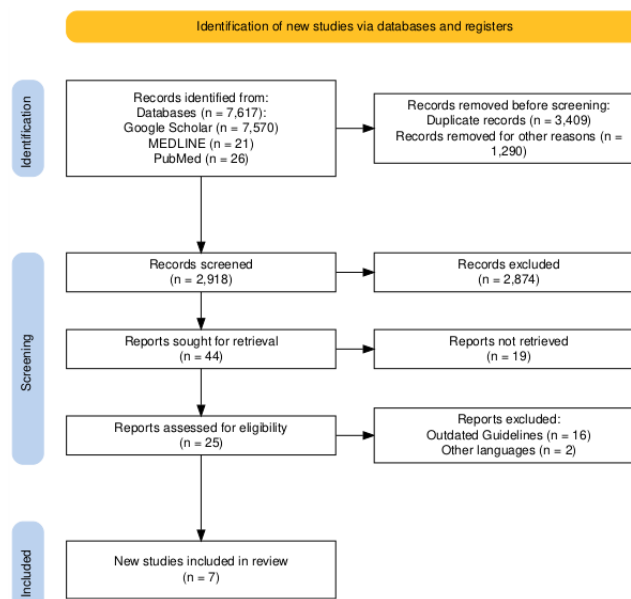 Identification of new studies via databases and registers
Identification
Records identified from:
Databases (n = 7,617):
Google Scholar (n = 7,570)
MEDLINE (n = 21)
PubMed (n = 26)
Records removed before screening:
Duplicate records (n = 3,409)
Records removed for other reasons (n =
1,290)
Screening
Records screened
(n = 2,918)
Records excluded
(n = 2,874)
Reports sought for retrieval
(n = 44)
Reports not retrieved
(n = 19)
Reports assessed for eligibility
(n = 25)
Reports excluded:
Outdated Guidelines (n = 16)
Other languages (n = 2)
Included
New studies included in review
(n = 7)